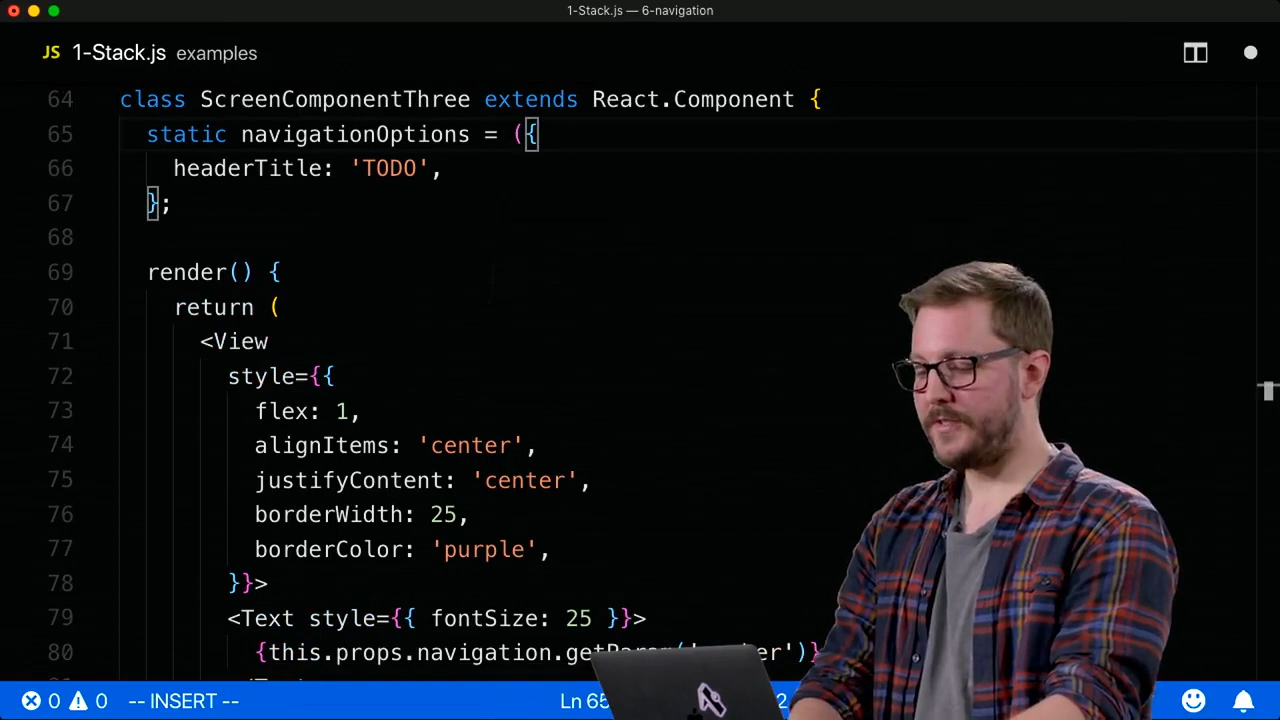 1-Stack.js — 6-navigation
JS 1-Stack.js examples
64 class ScreenComponentThree extends React.Component {
65 static navigationOptions = ({
66 headerTitle: 'TODO',
67 };
68
69 render() {
70 return (
71 <View
72 style={{
73 flex: 1,
74 alignItems: 'center',
75 justifyContent: 'center',
76 borderWidth: 25,
77 borderColor: 'purple',
78 }}>
79 <Text style={{ fontSize: 25 }}>
80 {this.props.navigation.
0 0 -- INSERT -- Ln 65